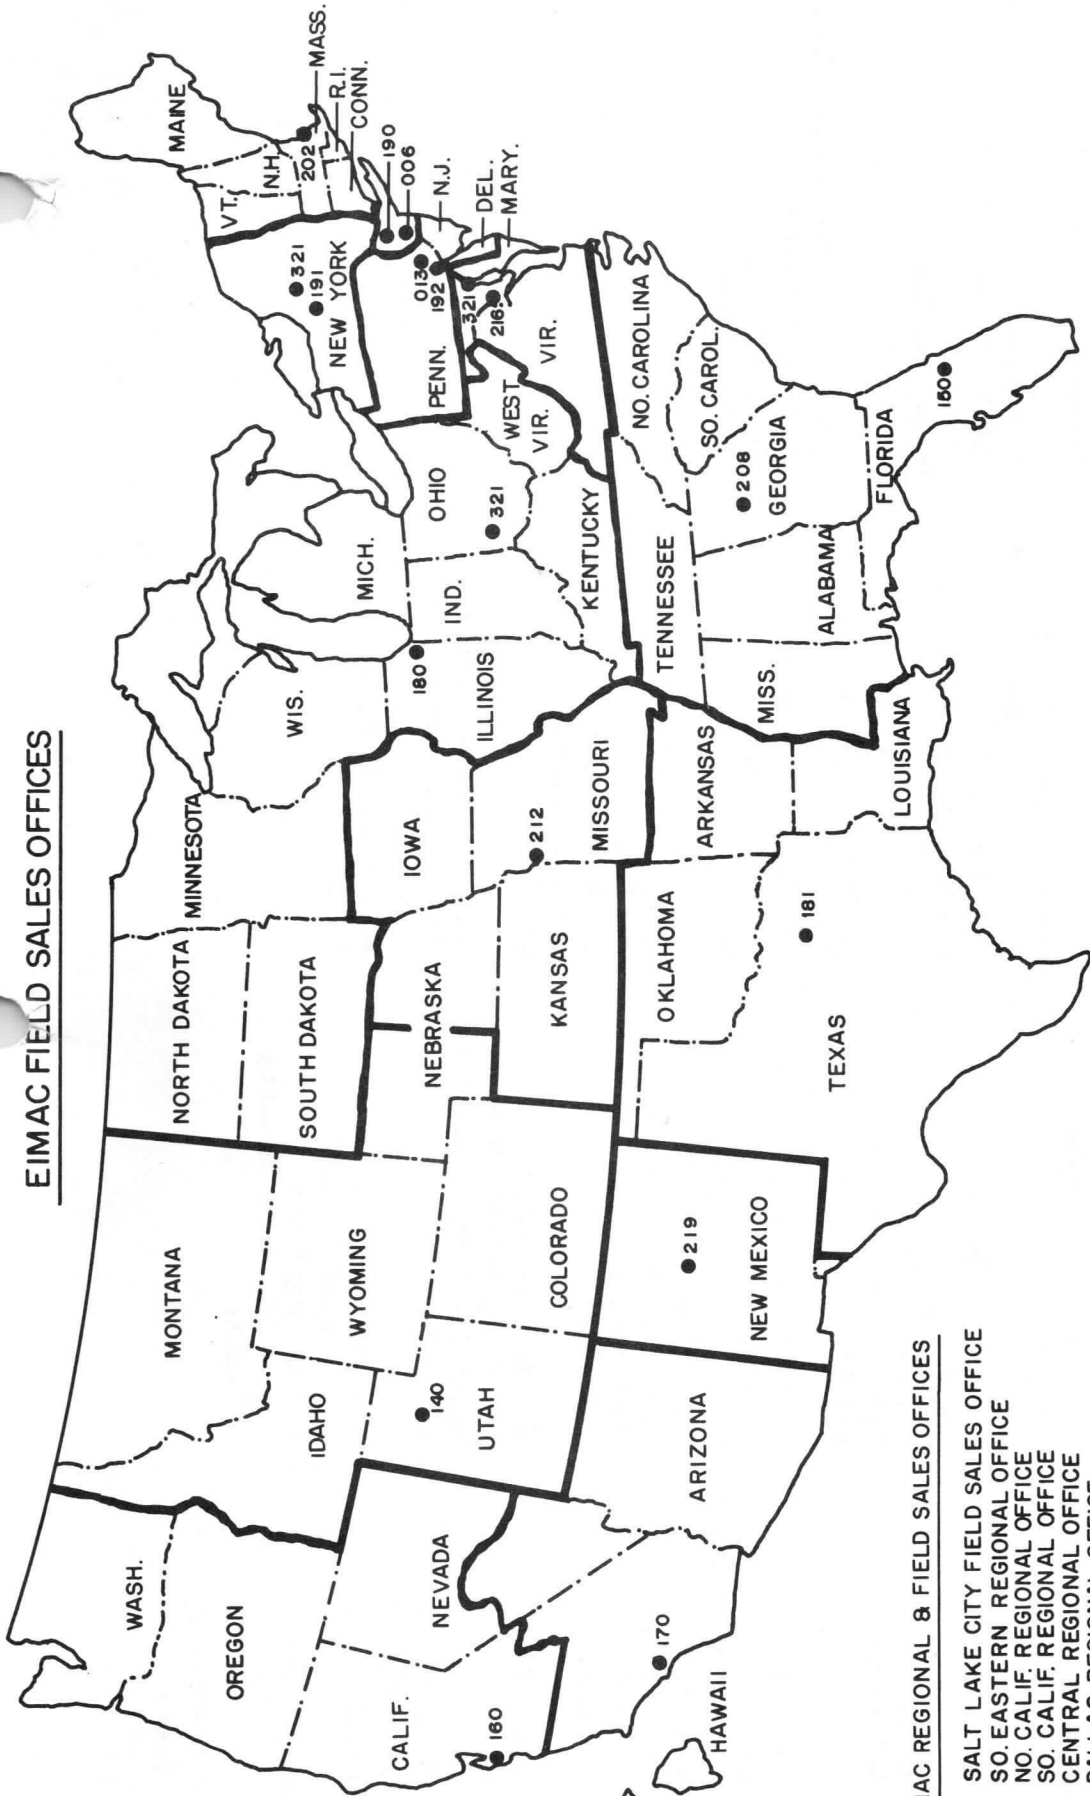 EIMAC FIELD SALES OFFICES
WASH.
MONTANA
NORTH DAKOTA
MINNESOTA
MAINE
VT.
N.H.
202
MASS.
R.I.
CONN.
OREGON
IDAHO
WYOMING
SOUTH DAKOTA
WIS.
MICH.
NEW YORK
321
191
190
006
N.J.
DEL.
MARY.
013
192
321
216
CALIF.
NEVADA
140
UTAH
COLORADO
NEBRASKA
IOWA
180
ILLINOIS
IND.
OHIO
321
PENN.
WEST
VIR.
VIR.
160
KANSAS
212
MISSOURI
KENTUCKY
170
HAWAII
ARIZONA
219
NEW MEXICO
OKLAHOMA
ARKANSAS
TENNESSEE
NO. CAROLINA
SO. CAROL.
208
GEORGIA
TEXAS
181
LOUISIANA
MISS.
ALABAMA
FLORIDA
150
MAC REGIONAL & FIELD SALES OFFICES
SALT LAKE CITY FIELD SALES OFFICE
SO. EASTERN REGIONAL OFFICE
NO. CALIF. REGIONAL OFFICE
SO. CALIF. REGIONAL OFFICE
CENTRAL REGIONAL OFFICE